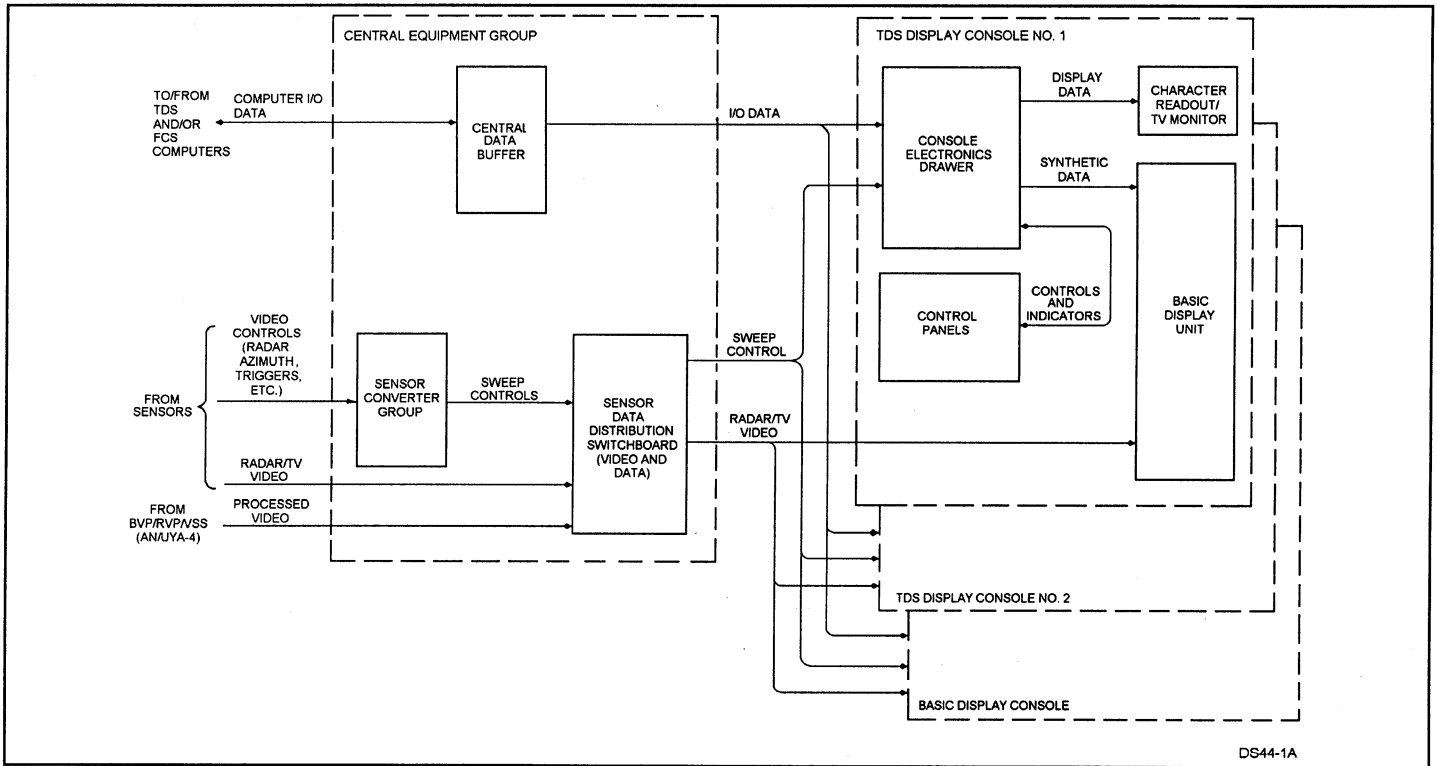 CENTRAL EQUIPMENT GROUP
TO/FROM
TDS
AND/OR
FCS
COMPUTERS
COMPUTER I/O
DATA
CENTRAL
DATA
BUFFER
I/O DATA
TDS DISPLAY CONSOLE NO. 1
CONSOLE
ELECTRONICS
DRAWER
DISPLAY
DATA
CHARACTER
READOUT/
TV MONITOR
SYNTHETIC
DATA
CONTROL
PANELS
CONTROLS
AND
INDICATORS
BASIC
DISPLAY
UNIT
FROM
SENSORS
VIDEO
CONTROLS
(RADAR
AZIMUTH,
TRIGGERS,
ETC.)
SENSOR
CONVERTER
GROUP
SWEEP
CONTROLS
SENSOR
DATA
DISTRIBUTION
SWITCHBOARD
(VIDEO AND
DATA)
SWEEP
CONTROL
RADAR/TV
VIDEO
RADAR/TV
VIDEO
FROM
BVP/RVP/VSS
(AN/UYA-4)
PROCESSED
VIDEO
TDS DISPLAY CONSOLE NO. 2
BASIC DISPLAY CONSOLE
DS44-1A